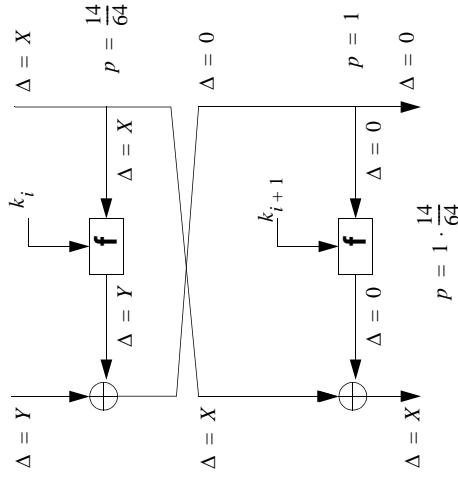 Δ = Y
Δ = X
k_i
p = 14/64
f
Δ = Y
Δ = X
Δ = X
Δ = 0
k_{i + 1}
p = 1
f
Δ = 0
Δ = 0
Δ = X
Δ = 0
p = 1 · 14/64